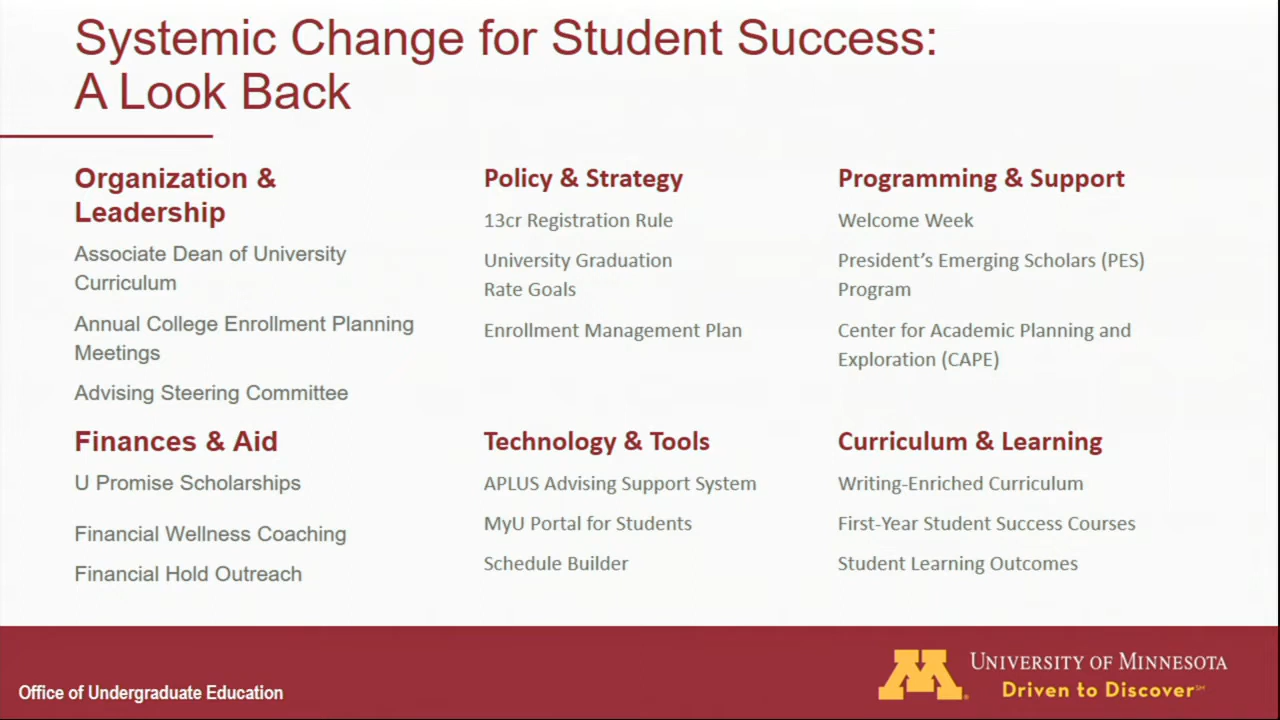 Systemic Change for Student Success:
A Look Back
Organization &
Leadership
Associate Dean of University
Curriculum
Annual College Enrollment Planning
Meetings
Advising Steering Committee
Policy & Strategy
13cr Registration Rule
University Graduation
Rate Goals
Enrollment Management Plan
Programming & Support
Welcome Week
President’s Emerging Scholars (PES)
Program
Center for Academic Planning and
Exploration (CAPE)
Finances & Aid
U Promise Scholarships
Financial Wellness Coaching
Financial Hold Outreach
Technology & Tools
APLUS Advising Support System
MyU Portal for Students
Schedule Builder
Curriculum & Learning
Writing-Enriched Curriculum
First-Year Student Success Courses
Student Learning Outcomes
Office of Undergraduate Education
M®
UNIVERSITY OF MINNESOTA
Driven to Discover℠